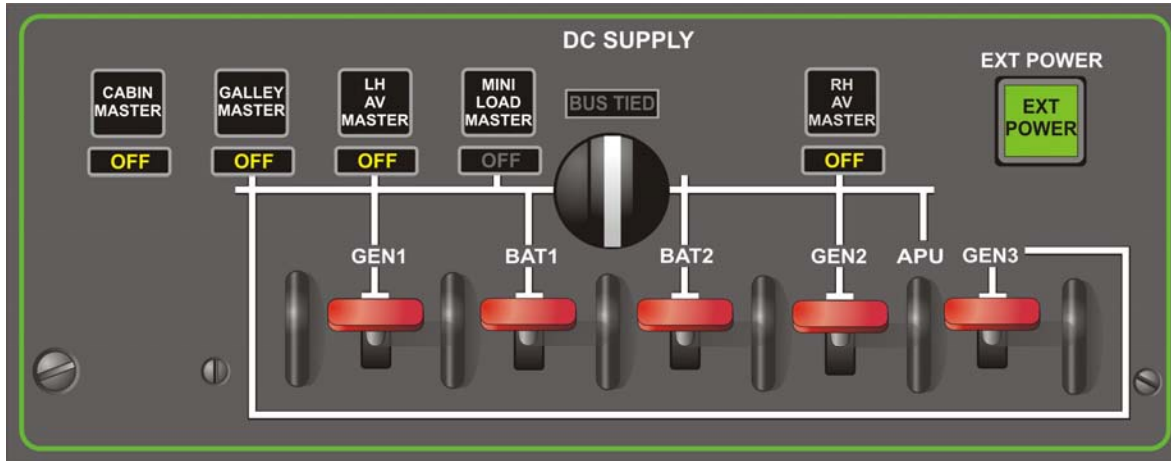 DC SUPPLY
EXT POWER
CABIN
MASTER
GALLEY
MASTER
LH
AV
MASTER
MINI
LOAD
MASTER
BUS TIED
RH
AV
MASTER
EXT
POWER
OFF
OFF
OFF
OFF
OFF
GEN1
BAT1
BAT2
GEN2
APU
GEN3